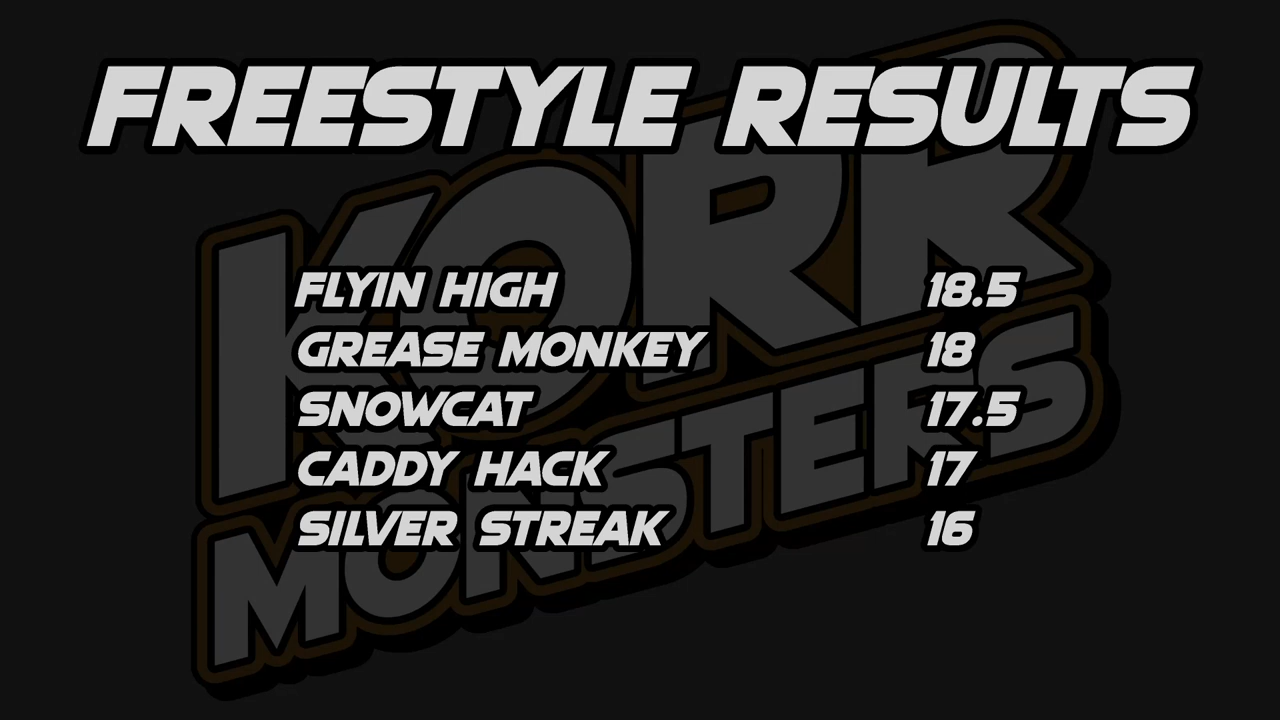 FREESTYLE RESULTS
KORK
MONSTERS
FLYIN HIGH 18.5
GREASE MONKEY 18
SNOWCAT 17.5
CADDY HACK 17
SILVER STREAK 16